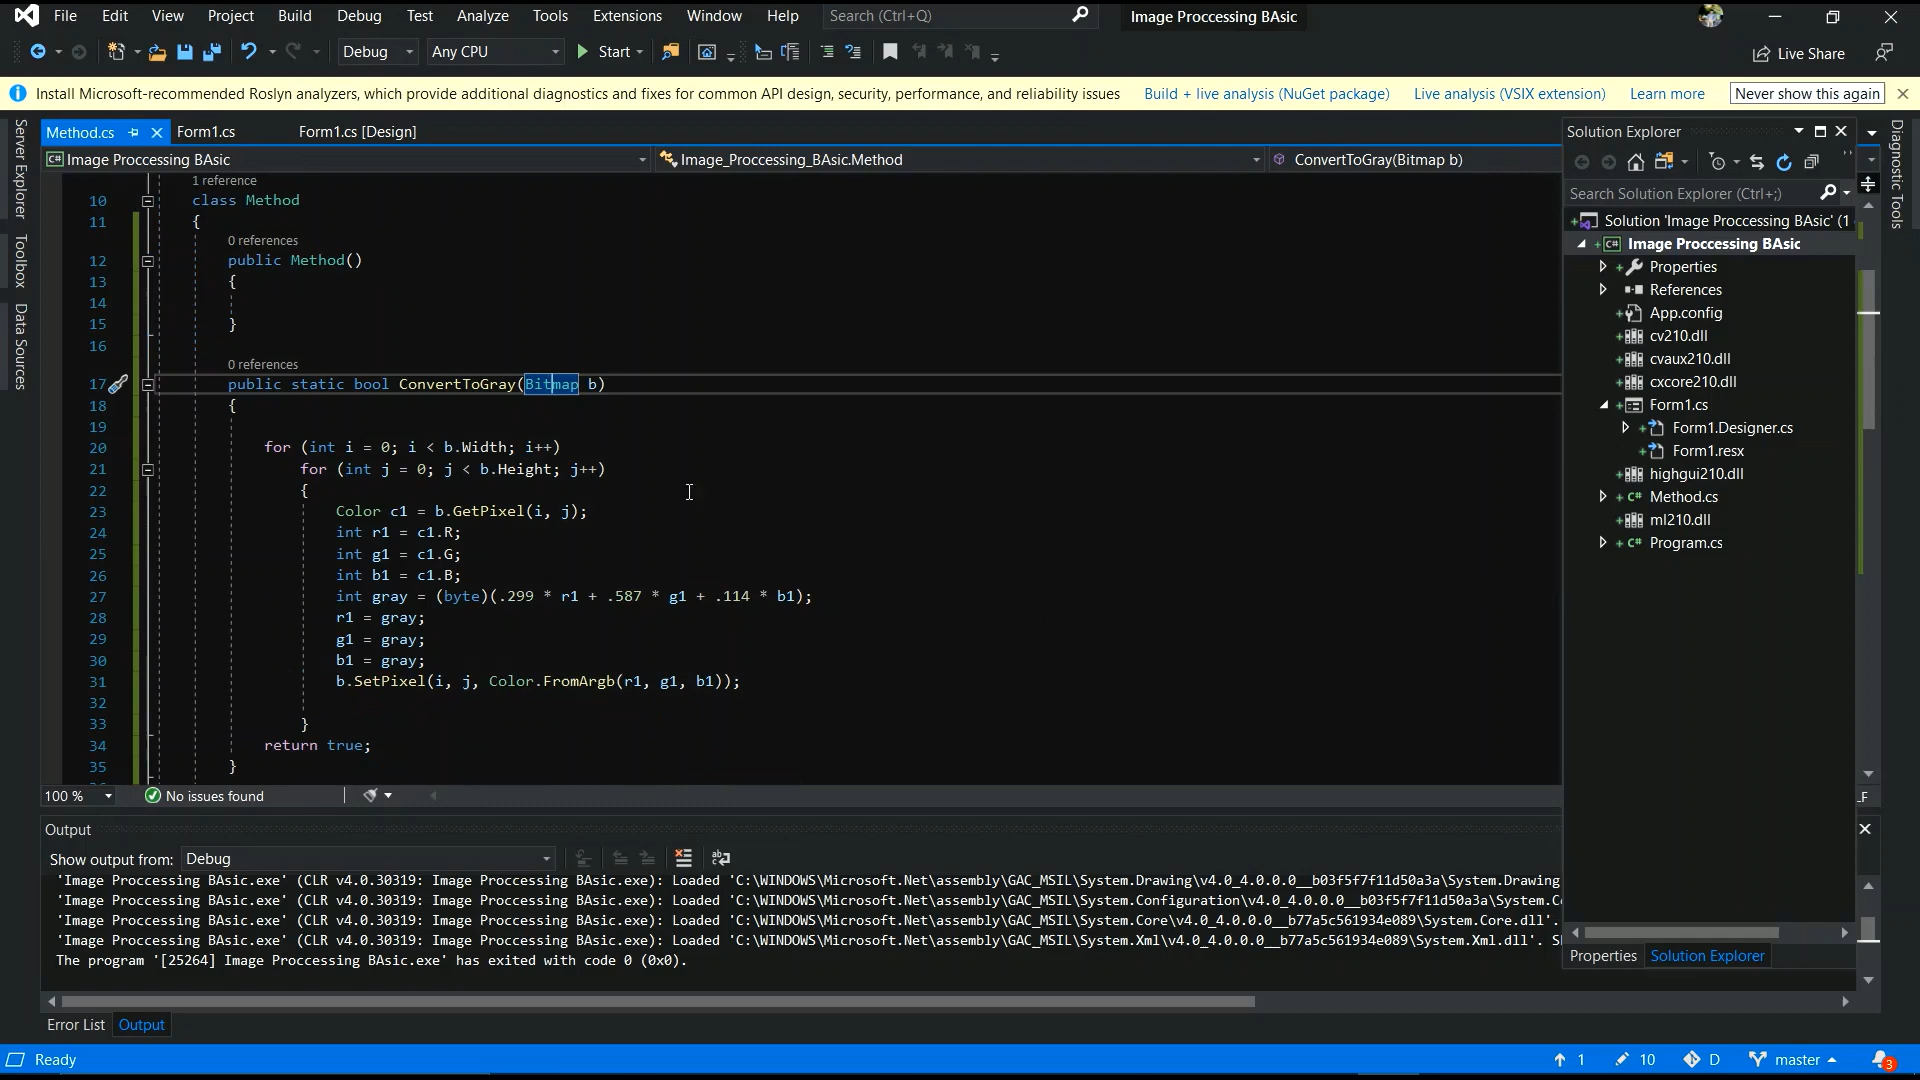 File Edit View Project Build Debug Test Analyze Tools Extensions Window Help Search (Ctrl+Q) Image Proccessing BAsic
Debug Any CPU Start Live Share
Install Microsoft-recommended Roslyn analyzers, which provide additional diagnostics and fixes for common API design, security, performance, and reliability issues Build + live analysis (NuGet package) Live analysis (VSIX extension) Learn more Never show this again
Server Explorer
Toolbox
Data Sources
Method.cs Form1.cs Form1.cs [Design]
C# Image Proccessing BAsic Image_Proccessing_BAsic.Method ConvertToGray(Bitmap b)
1 reference
10 class Method
11 {
0 references
12 public Method()
13 {
14
15 }
16
0 references
17 public static bool ConvertToGray(Bitmap b)
18 {
19
20 for (int i = 0; i < b.Width; i++)
21 for (int j = 0; j < b.Height; j++)
22 {
23 Color c1 = b.GetPixel(i, j);
24 int r1 = c1.R;
25 int g1 = c1.G;
26 int b1 = c1.B;
27 int gray = (byte)(.299 * r1 + .587 * g1 + .114 * b1);
28 r1 = gray;
29 g1 = gray;
30 b1 = gray;
31 b.SetPixel(i, j, Color.FromArgb(r1, g1, b1));
32
33 }
34 return true;
35 }
100 % No issues found
Solution Explorer
Search Solution Explorer (Ctrl+;)
Solution 'Image Proccessing BAsic' (1
C# Image Proccessing BAsic
Properties
References
App.config
cv210.dll
cvaux210.dll
cxcore210.dll
Form1.cs
Form1.Designer.cs
Form1.resx
highgui210.dll
C# Method.cs
ml210.dll
C# Program.cs
Properties Solution Explorer
Diagnostic Tools
Output
Show output from: Debug
'Image Proccessing BAsic.exe' (CLR v4.0.30319: Image Proccessing BAsic.exe): Loaded 'C:\WINDOWS\Microsoft.Net\assembly\GAC_MSIL\System.Drawing\v4.0_4.0.0.0__b03f5f7f11d50a3a\System.Drawing
'Image Proccessing BAsic.exe' (CLR v4.0.30319: Image Proccessing BAsic.exe): Loaded 'C:\WINDOWS\Microsoft.Net\assembly\GAC_MSIL\System.Configuration\v4.0_4.0.0.0__b03f5f7f11d50a3a\System.Co
'Image Proccessing BAsic.exe' (CLR v4.0.30319: Image Proccessing BAsic.exe): Loaded 'C:\WINDOWS\Microsoft.Net\assembly\GAC_MSIL\System.Core\v4.0_4.0.0.0__b77a5c561934e089\System.Core.dll'.
'Image Proccessing BAsic.exe' (CLR v4.0.30319: Image Proccessing BAsic.exe): Loaded 'C:\WINDOWS\Microsoft.Net\assembly\GAC_MSIL\System.Xml\v4.0_4.0.0.0__b77a5c561934e089\System.Xml.dll'.
The program '[25264] Image Proccessing BAsic.exe' has exited with code 0 (0x0).
Error List Output
Ready 1 10 D master 3